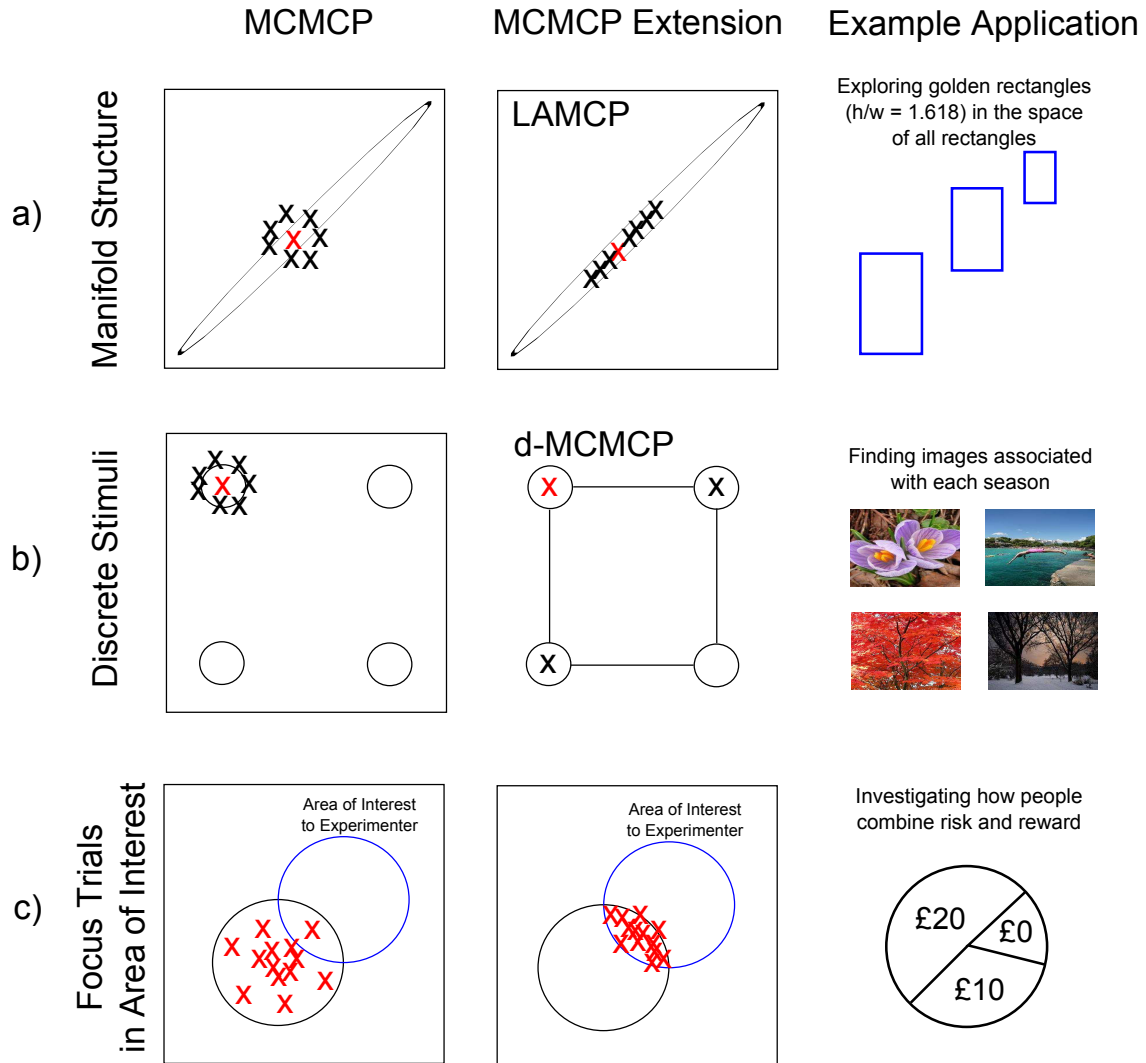 MCMCP
MCMCP Extension
Example Application
a)
Manifold Structure
X X X X X X X X
LAMCP
X X X X X X X X
Exploring golden rectangles
(h/w = 1.618) in the space
of all rectangles
b)
Discrete Stimuli
X X X X X X X X
d-MCMCP
X X
X
Finding images associated
with each season
c)
Focus Trials
in Area of Interest
Area of Interest
to Experimenter
X X X X X X X X X X X X X
Area of Interest
to Experimenter
Investigating how people
combine risk and reward
£20
£0
£10